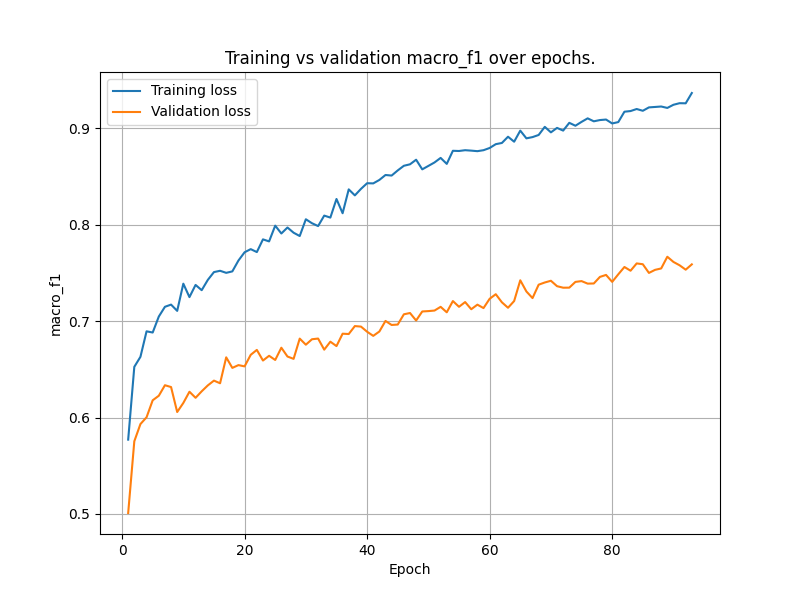 Training vs validation macro_f1 over epochs.
Training loss
Validation loss
0.9
0.8
0.7
0.6
0.5
macro_f1
0 20 40 60 80
Epoch